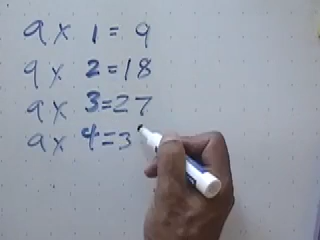 9 x 1 = 9
9 x 2 = 18
9 x 3 = 27
9 x 4 = 3